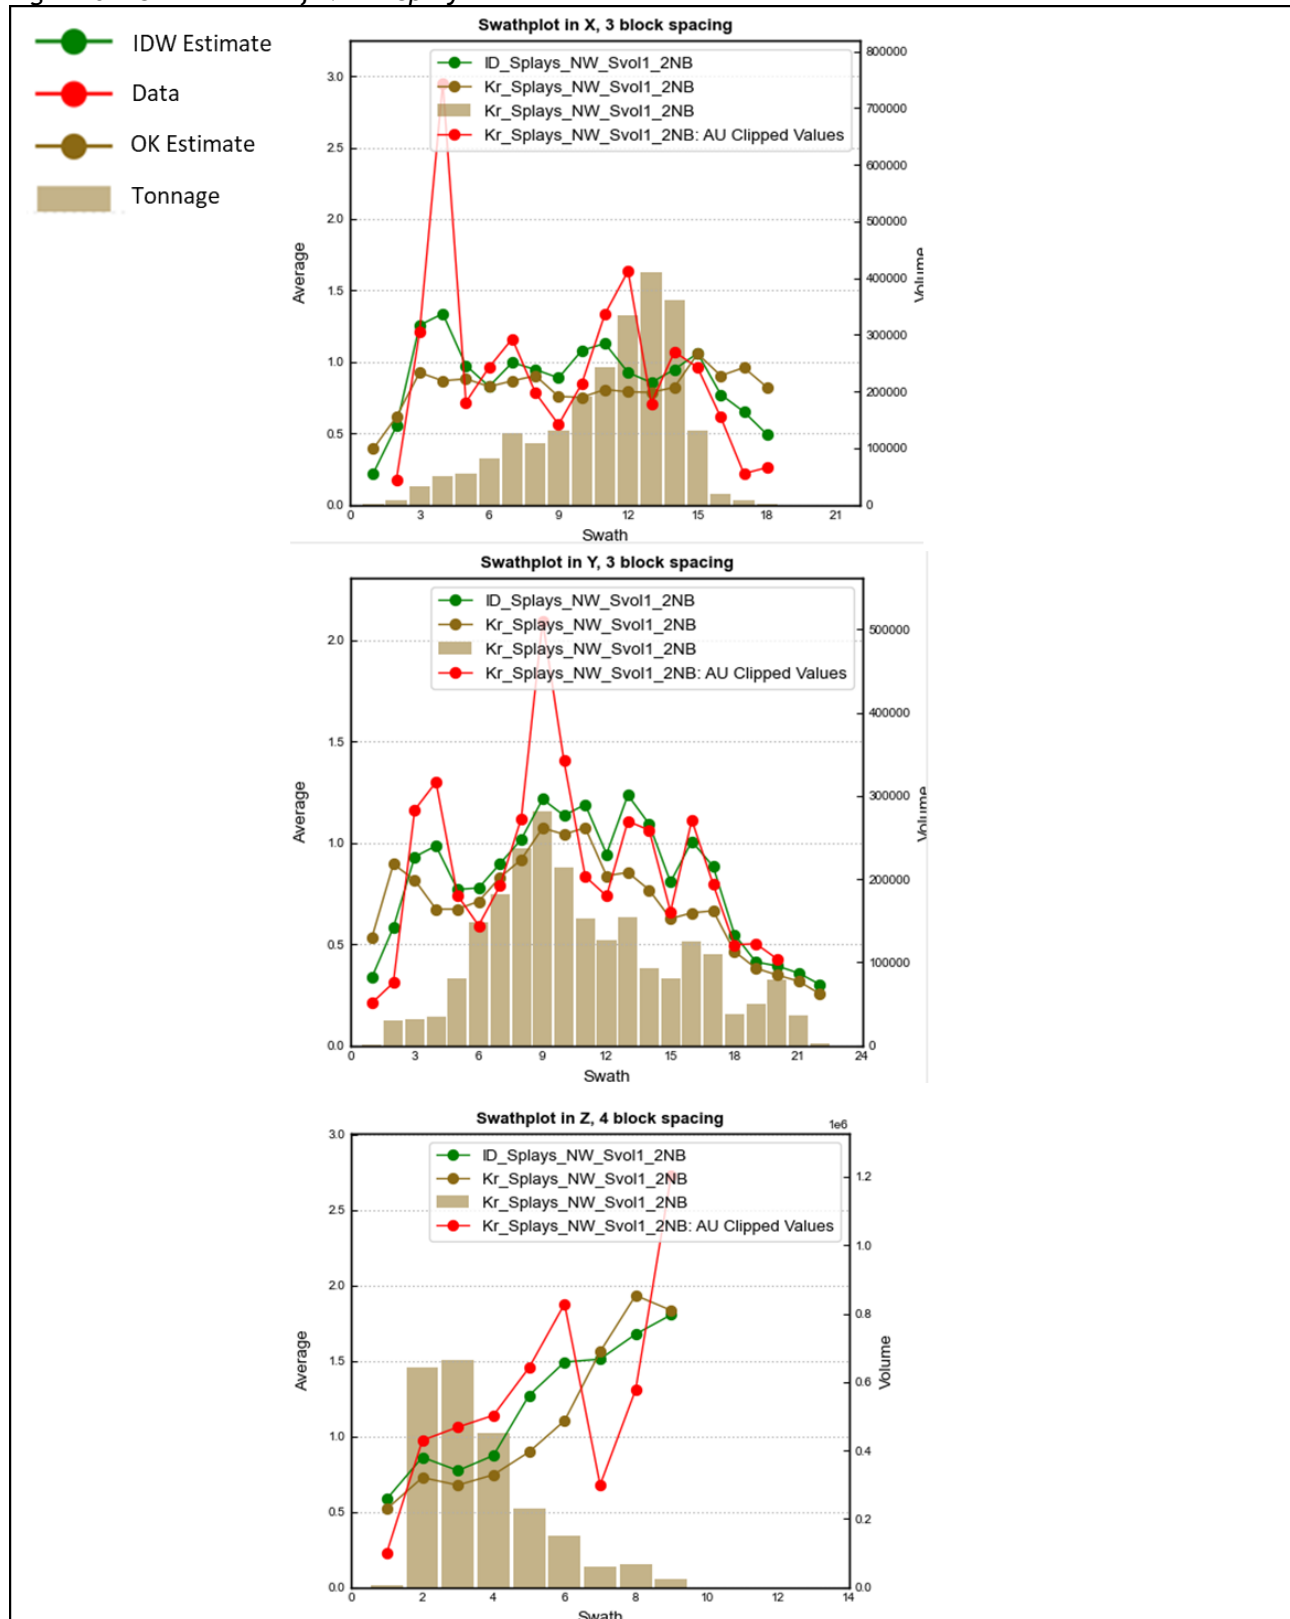 IDW Estimate
Data
OK Estimate
Tonnage
Swathplot in X, 3 block spacing
ID_Splays_NW_Svol1_2NB
Kr_Splays_NW_Svol1_2NB
Kr_Splays_NW_Svol1_2NB
Kr_Splays_NW_Svol1_2NB: AU Clipped Values
3.0
2.5
2.0
1.5
1.0
0.5
0.0
Average
800000
700000
600000
500000
400000
300000
200000
100000
0
Volume
0 3 6 9 12 15 18 21
Swath
Swathplot in Y, 3 block spacing
ID_Splays_NW_Svol1_2NB
Kr_Splays_NW_Svol1_2NB
Kr_Splays_NW_Svol1_2NB
Kr_Splays_NW_Svol1_2NB: AU Clipped Values
2.0
1.5
1.0
0.5
0.0
Average
500000
400000
300000
200000
100000
0
Volume
0 3 6 9 12 15 18 21 24
Swath
Swathplot in Z, 4 block spacing
1e6
ID_Splays_NW_Svol1_2NB
Kr_Splays_NW_Svol1_2NB
Kr_Splays_NW_Svol1_2NB
Kr_Splays_NW_Svol1_2NB: AU Clipped Values
3.0
2.5
2.0
1.5
1.0
0.5
0.0
Average
1.2
1.0
0.8
0.6
0.4
0.2
0.0
Volume
0 2 4 6 8 10 12 14
Swath